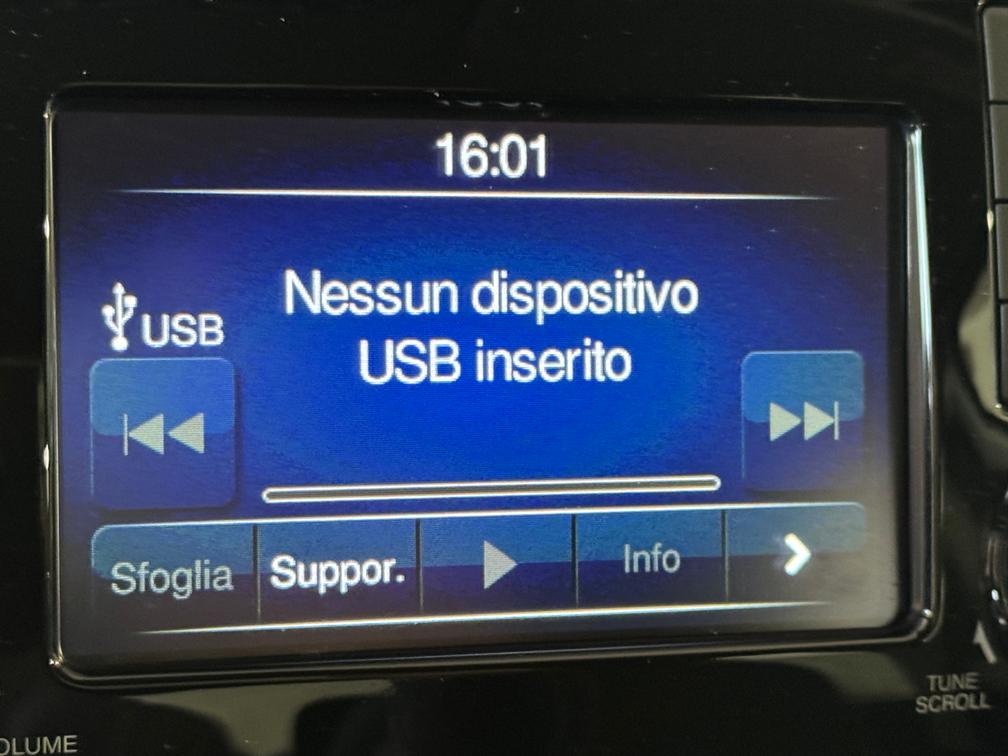 16:01
Nessun dispositivo
USB inserito
USB
Sfoglia Suppor. Info
TUNE
SCROLL
OLUME